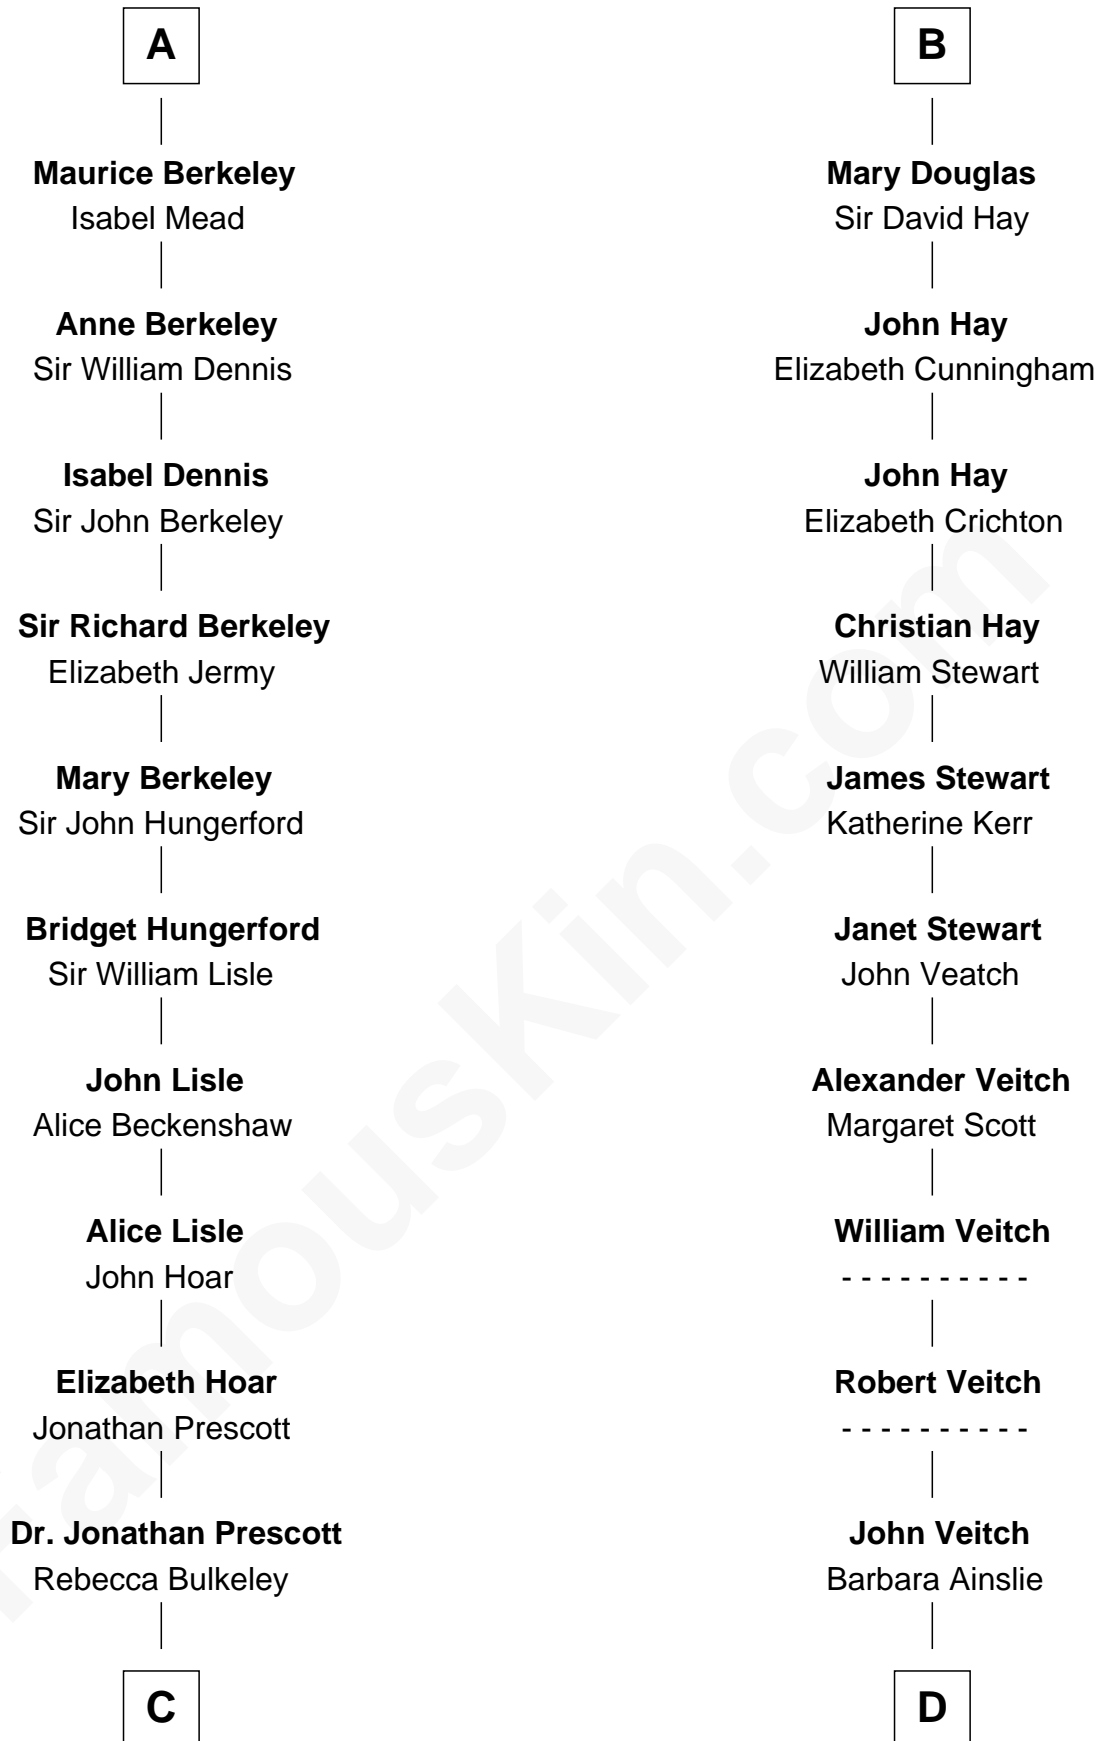 A
Maurice Berkeley
Isabel Mead
Anne Berkeley
Sir William Dennis
Isabel Dennis
Sir John Berkeley
Sir Richard Berkeley
Elizabeth Jermy
Mary Berkeley
Sir John Hungerford
Bridget Hungerford
Sir William Lisle
John Lisle
Alice Beckenshaw
Alice Lisle
John Hoar
Elizabeth Hoar
Jonathan Prescott
Dr. Jonathan Prescott
Rebecca Bulkeley
C
B
Mary Douglas
Sir David Hay
John Hay
Elizabeth Cunningham
John Hay
Elizabeth Crichton
Christian Hay
William Stewart
James Stewart
Katherine Kerr
Janet Stewart
John Veatch
Alexander Veitch
Margaret Scott
William Veitch
- - - - - - - - - -
Robert Veitch
- - - - - - - - - -
John Veitch
Barbara Ainslie
D
FamousKin.com